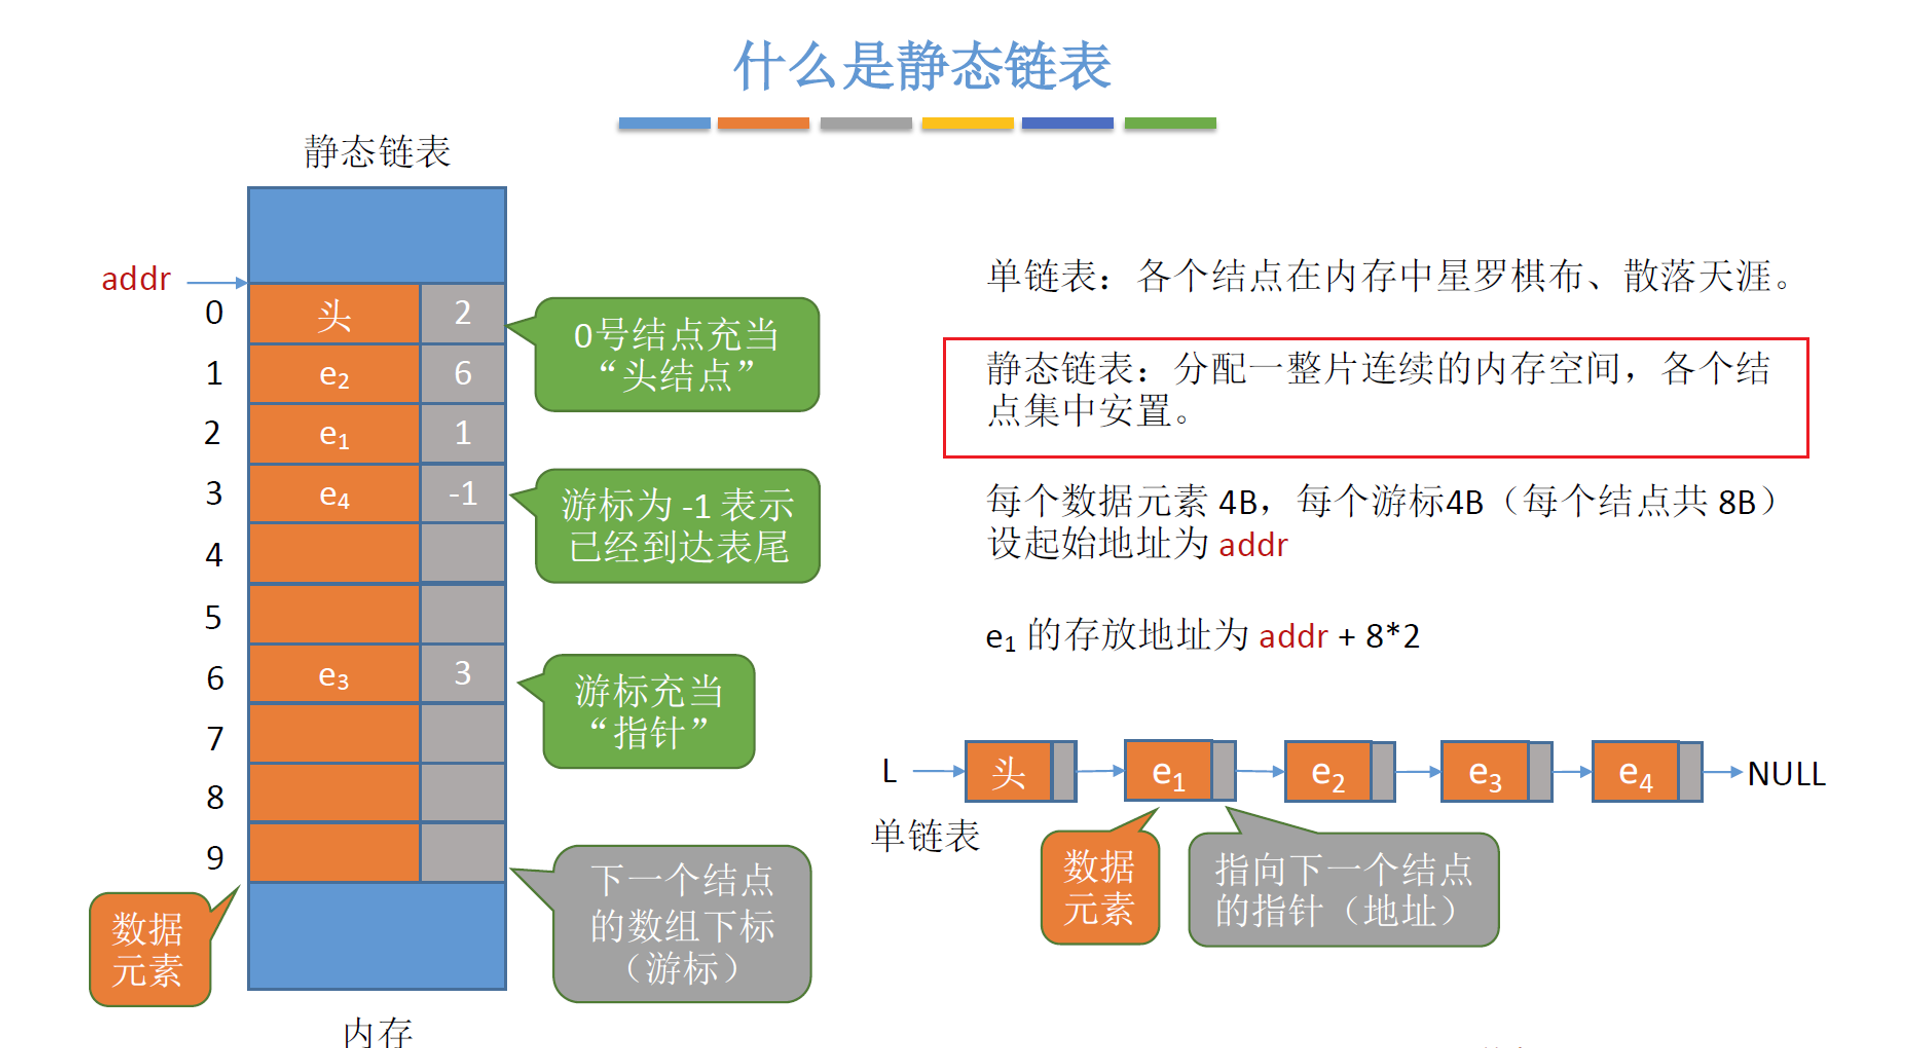 什么是静态链表
静态链表
addr
0 头 2
1 e₂ 6
2 e₁ 1
3 e₄ -1
4
5
6 e₃ 3
7
8
9
内存
0号结点充当
“头结点”
游标为 -1 表示
已经到达表尾
游标充当
“指针”
下一个结点
的数组下标
（游标）
数据
元素
单链表：各个结点在内存中星罗棋布、散落天涯。
静态链表：分配一整片连续的内存空间，各个结
点集中安置。
每个数据元素 4B，每个游标4B（每个结点共 8B）
设起始地址为 addr
e₁ 的存放地址为 addr + 8*2
L 头 e₁ e₂ e₃ e₄ NULL
单链表
数据
元素
指向下一个结点
的指针（地址）